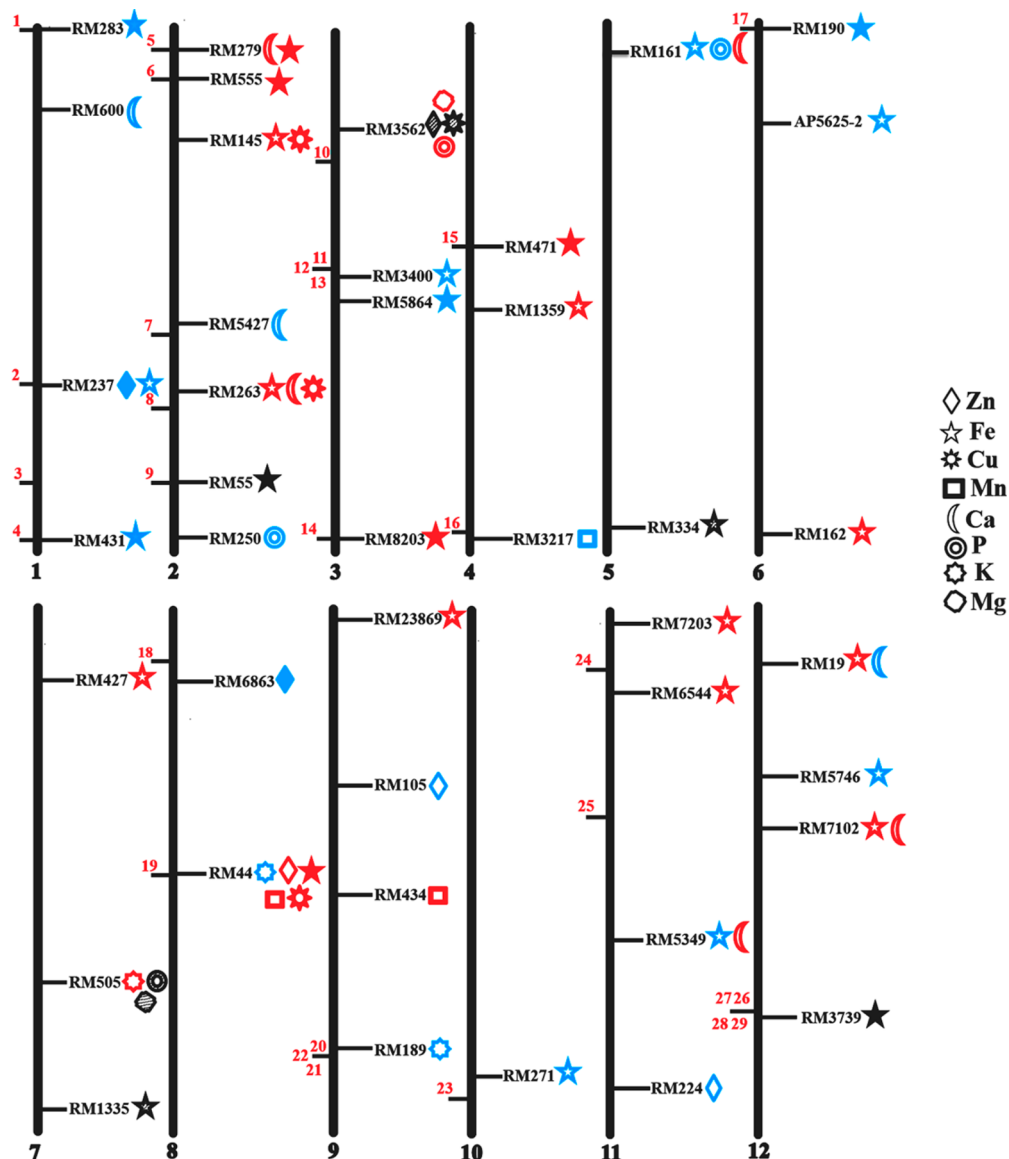 1 RM283
RM600
2 RM237
3
4 RM431
1
5 RM279
6 RM555
RM145
7 RM5427
RM263
8
9 RM55
RM250
2
RM3562
10
12 11
13
RM3400
RM5864
14 RM8203
3
15 RM471
RM1359
16
RM3217
4
RM161
RM334
5
17 RM190
AP5625-2
RM162
6
Zn
Fe
Cu
Mn
Ca
P
K
Mg
RM427
RM505
RM1335
7
18
RM6863
19 RM44
8
RM23869
RM105
RM434
RM189
22 20
21
9
RM271
23
10
RM7203
24
RM6544
25
RM5349
RM224
11
RM19
RM5746
RM7102
27 26
28 29
RM3739
12